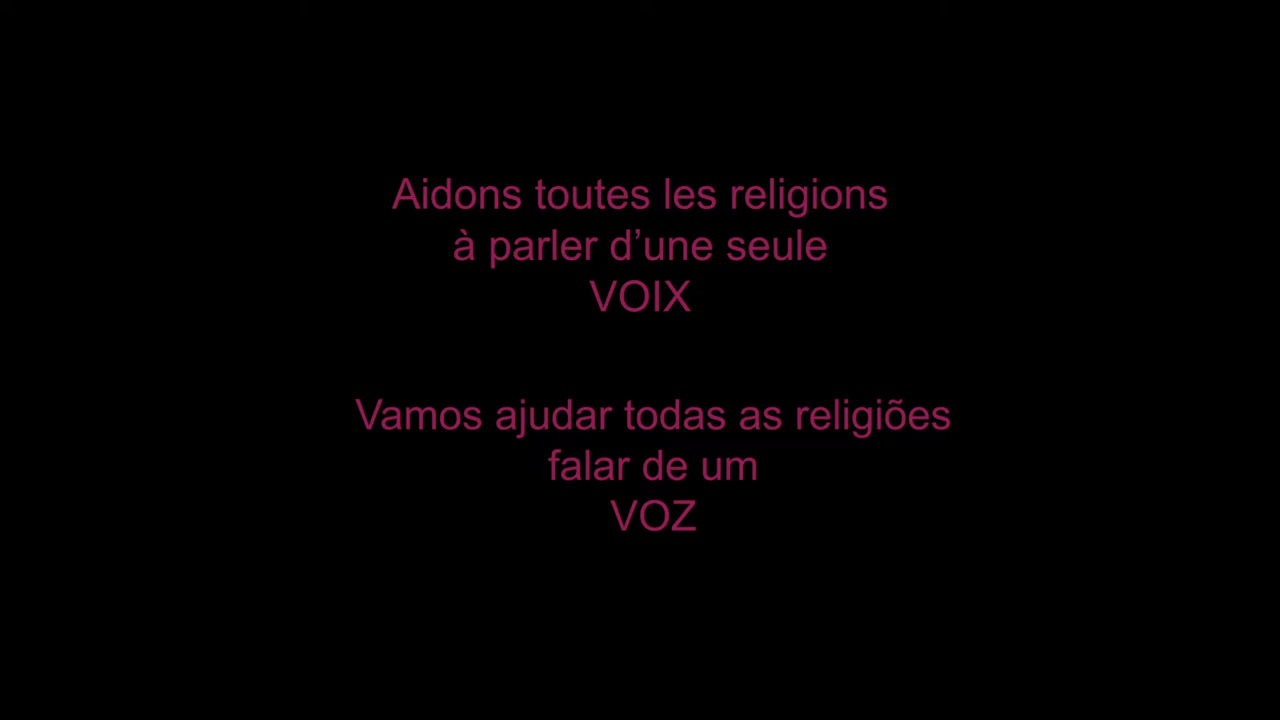 Aidons toutes les religions
à parler d’une seule
VOIX
Vamos ajudar todas as religiões
falar de um
VOZ